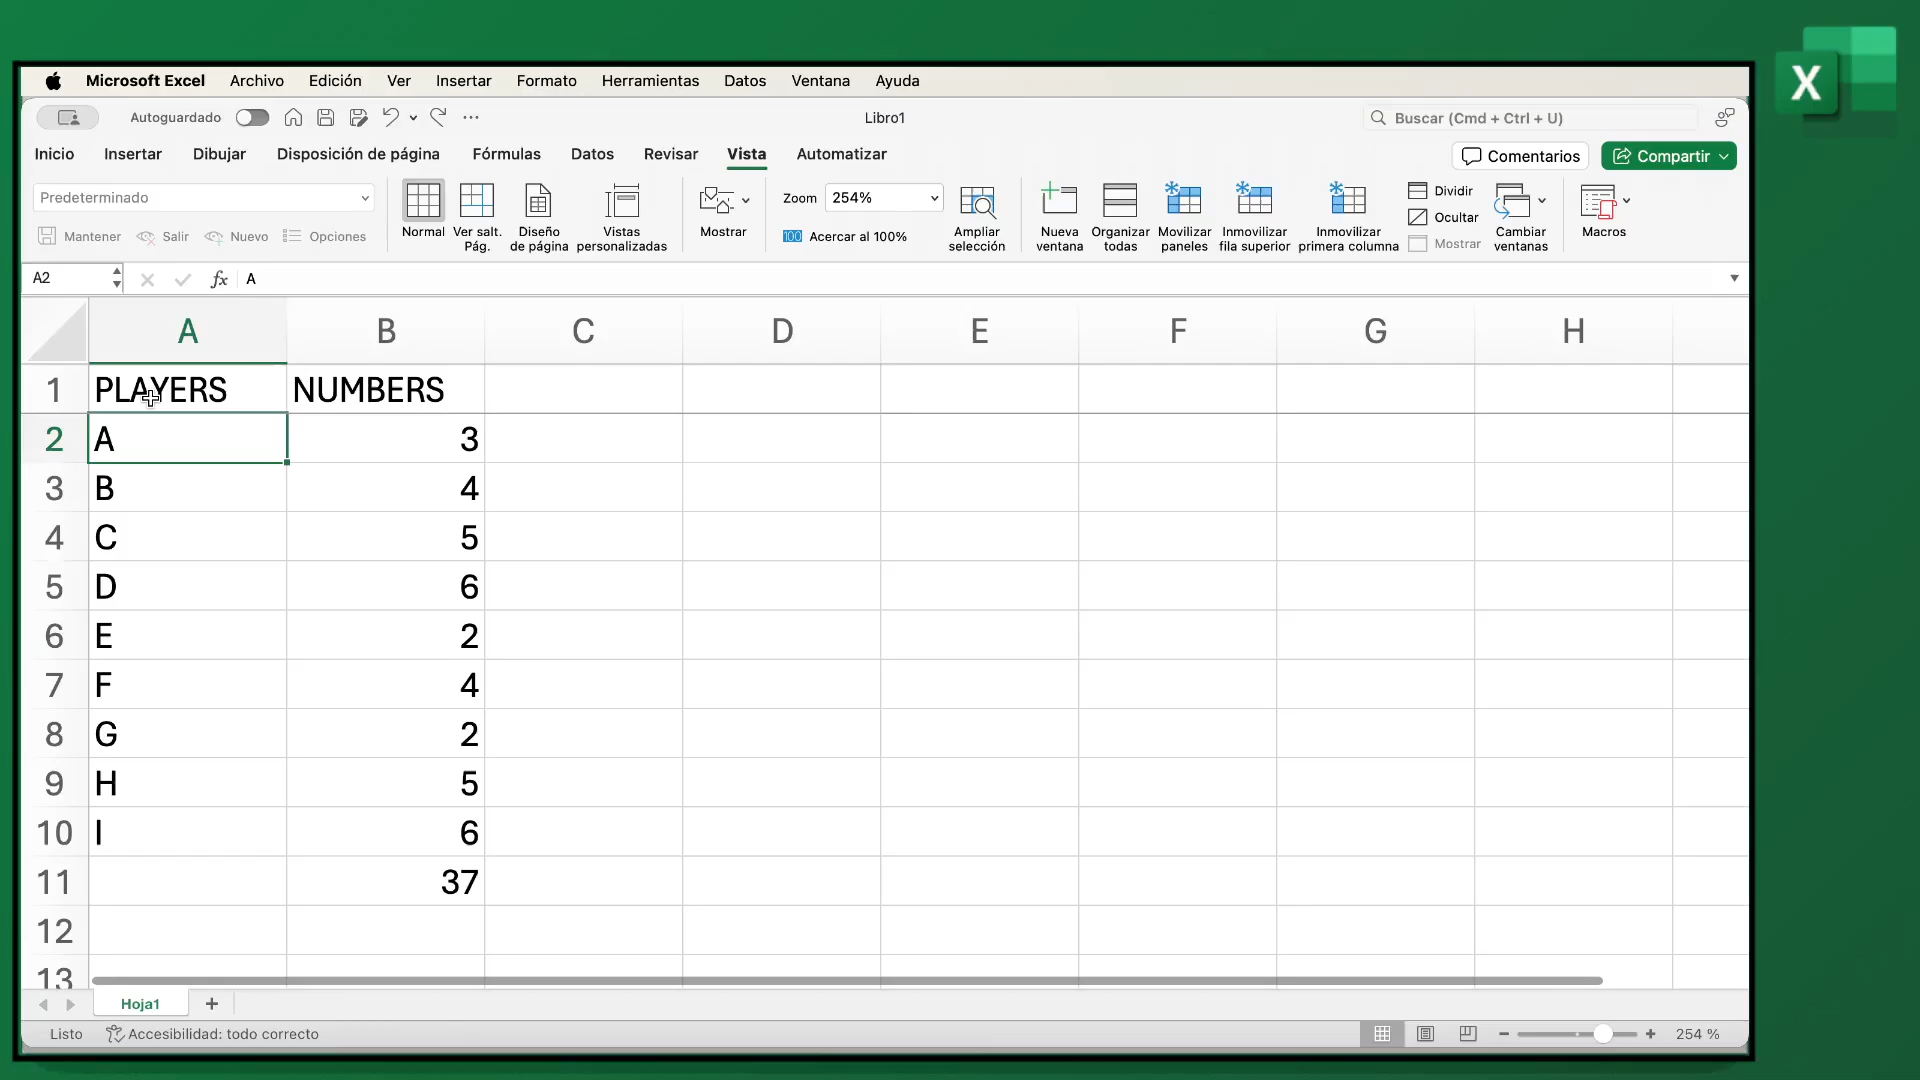 Microsoft Excel Archivo Edición Ver Insertar Formato Herramientas Datos Ventana Ayuda
Autoguardado Libro1 Buscar (Cmd + Ctrl + U)
Inicio Insertar Dibujar Disposición de página Fórmulas Datos Revisar Vista Automatizar Comentarios Compartir
Predeterminado
Mantener Salir Nuevo Opciones
Normal
Ver salt.
Pág.
Diseño
de página
Vistas
personalizadas
Mostrar
Zoom 254%
100 Acercar al 100%
Ampliar
selección
Nueva
ventana
Organizar
todas
Movilizar
paneles
Inmovilizar
fila superior
Inmovilizar
primera columna
Dividir
Ocultar
Mostrar
Cambiar
ventanas
Macros
A2 fx A
A B C D E F G H
1 PLAYERS NUMBERS
2 A 3
3 B 4
4 C 5
5 D 6
6 E 2
7 F 4
8 G 2
9 H 5
10 I 6
11 37
12
13
Hoja1 +
Listo Accesibilidad: todo correcto 254 %
X